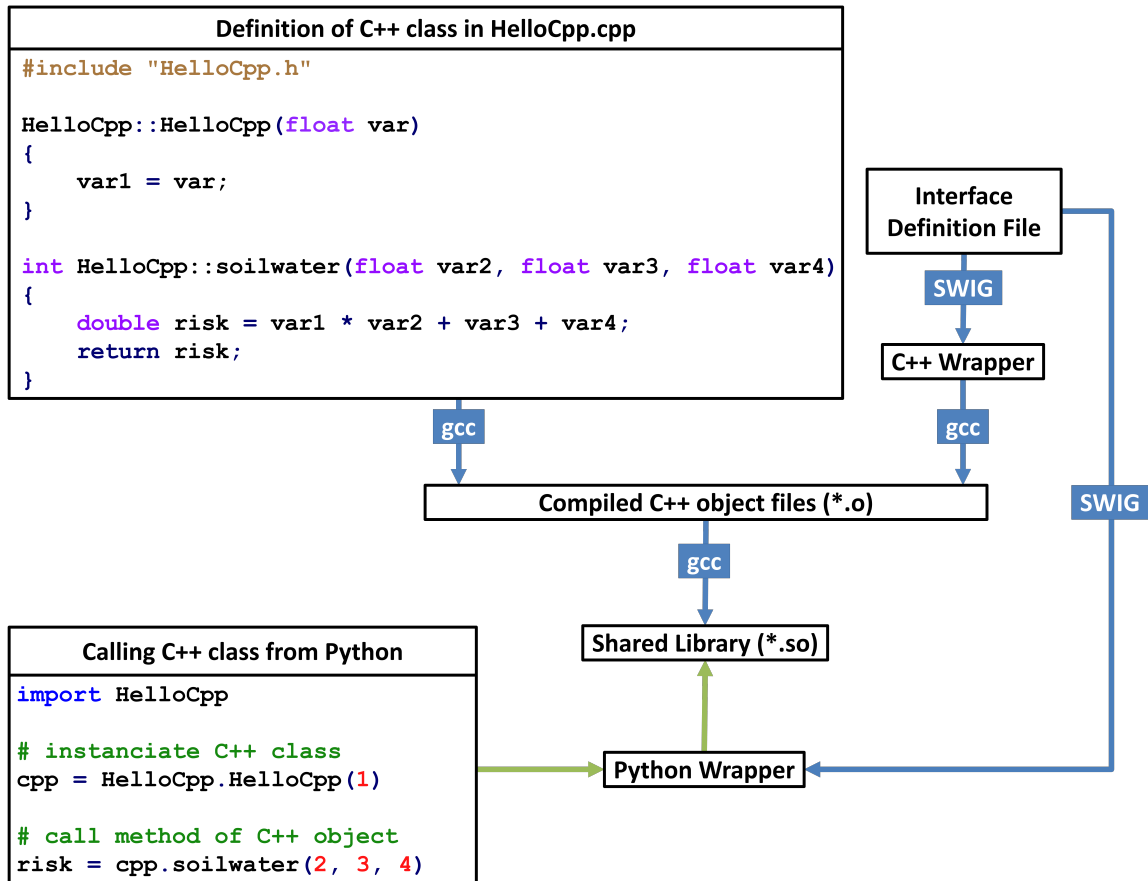 Definition of C++ class in HelloCpp.cpp
#include "HelloCpp.h"
HelloCpp::HelloCpp(float var)
{
    var1 = var;
}
int HelloCpp::soilwater(float var2, float var3, float var4)
{
    double risk = var1 * var2 + var3 + var4;
    return risk;
}
Interface
Definition File
SWIG
C++ Wrapper
gcc
gcc
Compiled C++ object files (*.o)
SWIG
gcc
Shared Library (*.so)
Calling C++ class from Python
import HelloCpp
# instanciate C++ class
cpp = HelloCpp.HelloCpp(1)
# call method of C++ object
risk = cpp.soilwater(2, 3, 4)
Python Wrapper